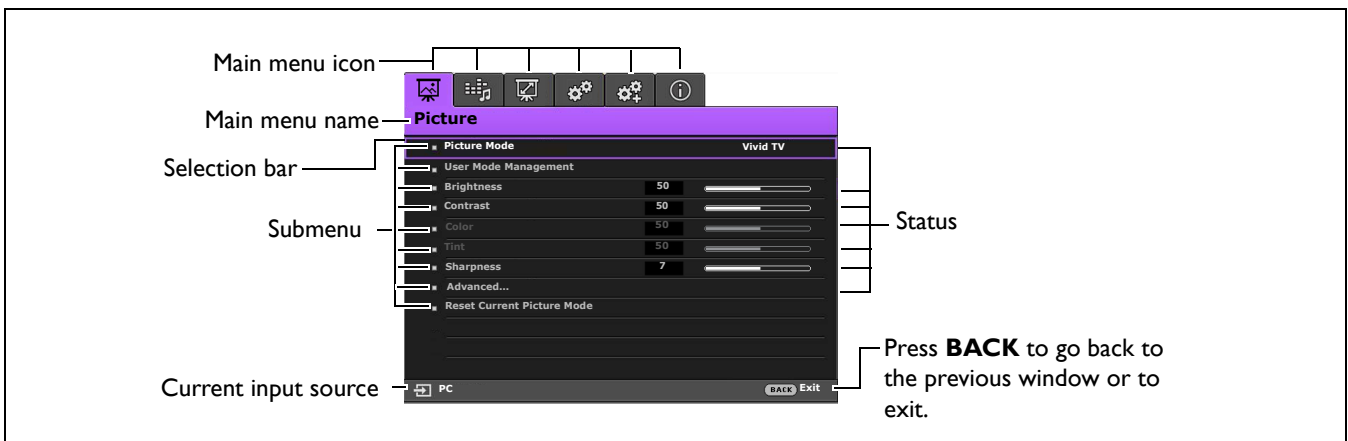 Main menu icon
Main menu name
Picture
Selection bar
Picture Mode Vivid TV
User Mode Management
Brightness 50
Contrast 50
Submenu
Color 50
Status
Tint 50
Sharpness 7
Advanced...
Reset Current Picture Mode
Current input source
PC
BACK Exit
Press BACK to go back to
the previous window or to
exit.